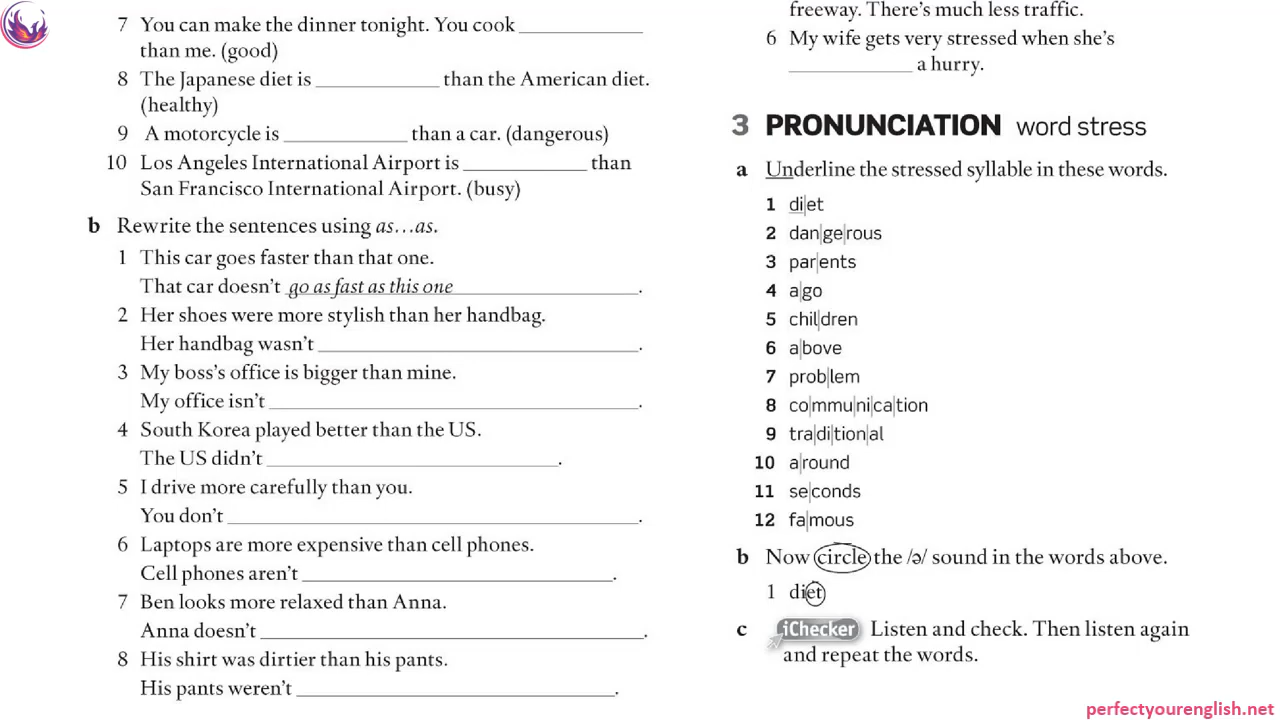 7 You can make the dinner tonight. You cook ____________
than me. (good)
8 The Japanese diet is ____________ than the American diet.
(healthy)
9 A motorcycle is ____________ than a car. (dangerous)
10 Los Angeles International Airport is ____________ than
San Francisco International Airport. (busy)
b Rewrite the sentences using as…as.
1 This car goes faster than that one.
That car doesn't go as fast as this one____________.
2 Her shoes were more stylish than her handbag.
Her handbag wasn't ____________.
3 My boss's office is bigger than mine.
My office isn't ____________.
4 South Korea played better than the US.
The US didn't ____________.
5 I drive more carefully than you.
You don't ____________.
6 Laptops are more expensive than cell phones.
Cell phones aren't ____________.
7 Ben looks more relaxed than Anna.
Anna doesn't ____________.
8 His shirt was dirtier than his pants.
His pants weren't ____________.
freeway. There's much less traffic.
6 My wife gets very stressed when she's
____________ a hurry.
3 PRONUNCIATION word stress
a Underline the stressed syllable in these words.
1 di|et
2 dan|ge|rous
3 par|ents
4 a|go
5 chil|dren
6 a|bove
7 prob|lem
8 co|mmu|ni|ca|tion
9 tra|di|tion|al
10 a|round
11 se|conds
12 fa|mous
b Now circle the /ə/ sound in the words above.
1 diet
c iChecker Listen and check. Then listen again
and repeat the words.
perfectyourenglish.net